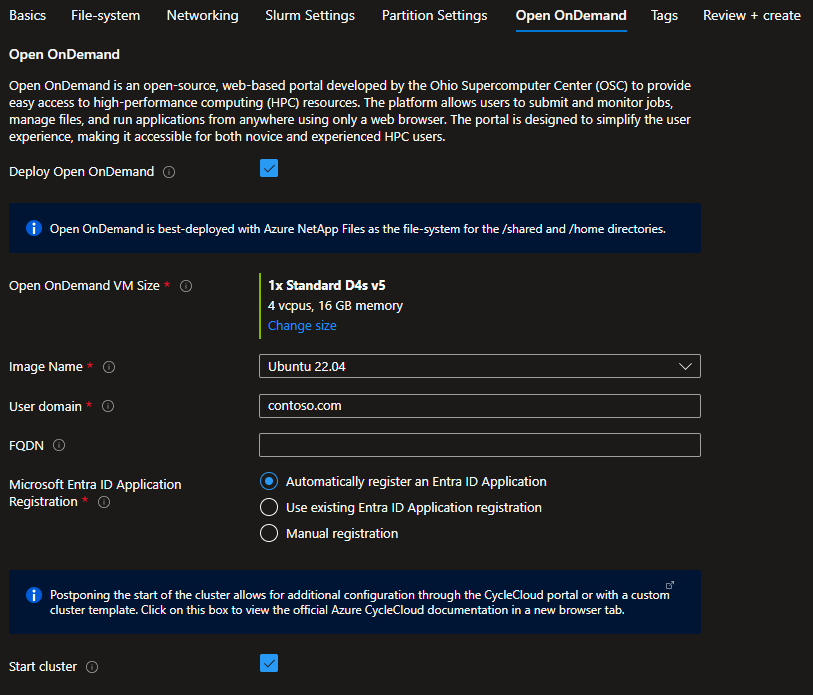 Basics File-system Networking Slurm Settings Partition Settings Open OnDemand Tags Review + create
Open OnDemand
Open OnDemand is an open-source, web-based portal developed by the Ohio Supercomputer Center (OSC) to provide
easy access to high-performance computing (HPC) resources. The platform allows users to submit and monitor jobs,
manage files, and run applications from anywhere using only a web browser. The portal is designed to simplify the user
experience, making it accessible for both novice and experienced HPC users.
Deploy Open OnDemand
Open OnDemand is best-deployed with Azure NetApp Files as the file-system for the /shared and /home directories.
Open OnDemand VM Size *
1x Standard D4s v5
4 vcpus, 16 GB memory
Change size
Image Name *
Ubuntu 22.04
User domain *
contoso.com
FQDN
Microsoft Entra ID Application
Registration *
Automatically register an Entra ID Application
Use existing Entra ID Application registration
Manual registration
Postponing the start of the cluster allows for additional configuration through the CycleCloud portal or with a custom
cluster template. Click on this box to view the official Azure CycleCloud documentation in a new browser tab.
Start cluster